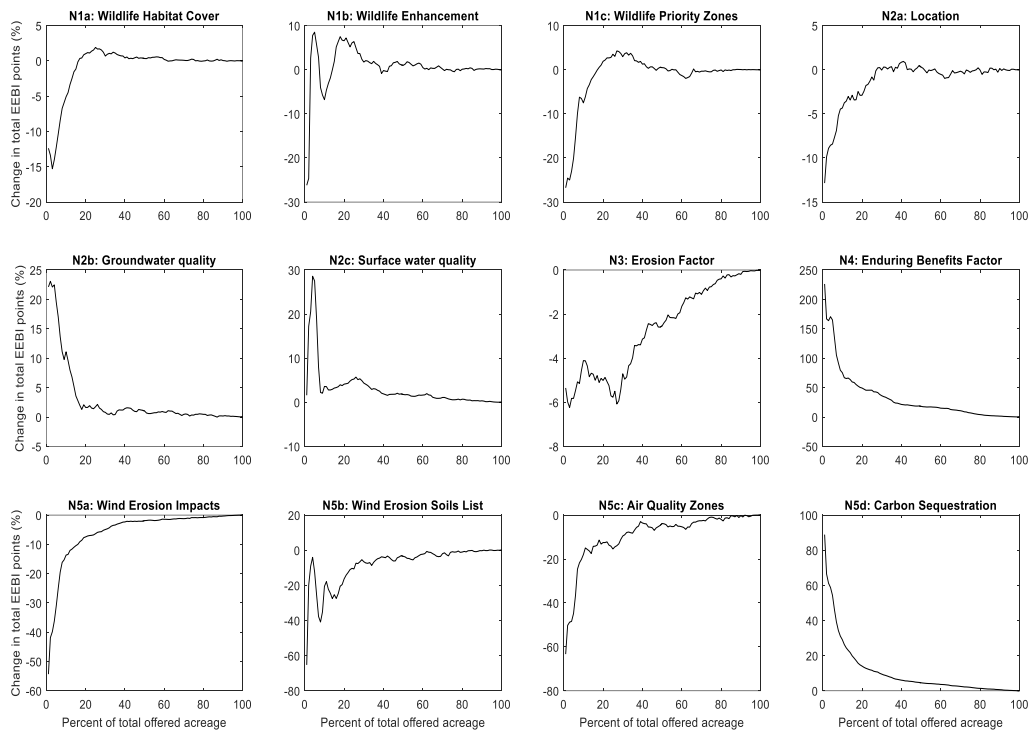 N1a: Wildlife Habitat Cover
Change in total EEBI points (%)
5
0
-5
-10
-15
-20
0 20 40 60 80 100
N1b: Wildlife Enhancement
10
0
-10
-20
-30
0 20 40 60 80 100
N1c: Wildlife Priority Zones
10
0
-10
-20
-30
0 20 40 60 80 100
N2a: Location
5
0
-5
-10
-15
0 20 40 60 80 100
N2b: Groundwater quality
Change in total EEBI points (%)
25
20
15
10
5
0
-5
0 20 40 60 80 100
N2c: Surface water quality
30
20
10
0
-10
0 20 40 60 80 100
N3: Erosion Factor
0
-2
-4
-6
-8
0 20 40 60 80 100
N4: Enduring Benefits Factor
250
200
150
100
50
0
-50
0 20 40 60 80 100
N5a: Wind Erosion Impacts
Change in total EEBI points (%)
0
-10
-20
-30
-40
-50
-60
0 20 40 60 80 100
Percent of total offered acreage
N5b: Wind Erosion Soils List
20
0
-20
-40
-60
-80
0 20 40 60 80 100
Percent of total offered acreage
N5c: Air Quality Zones
0
-20
-40
-60
-80
0 20 40 60 80 100
Percent of total offered acreage
N5d: Carbon Sequestration
100
80
60
40
20
0
0 20 40 60 80 100
Percent of total offered acreage